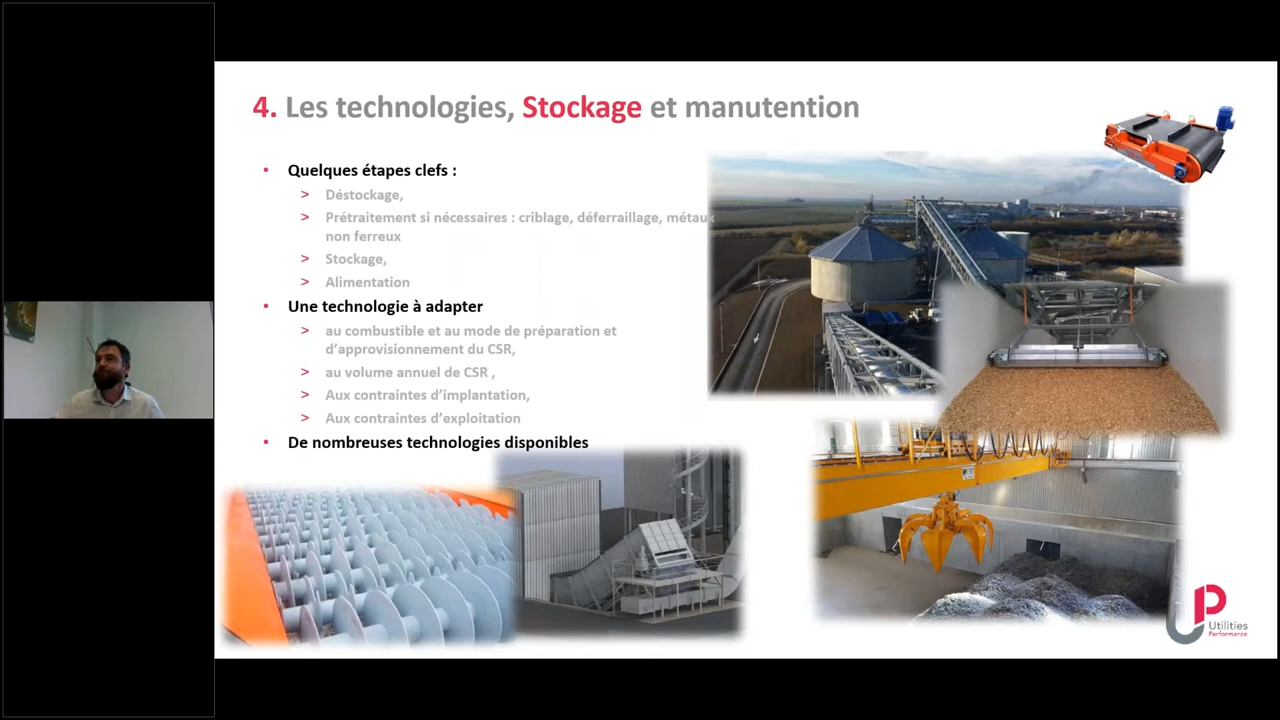 4. Les technologies, Stockage et manutention
• Quelques étapes clefs :
> Déstockage,
> Prétraitement si nécessaires : criblage, déferraillage, métaux
non ferreux
> Stockage,
> Alimentation
• Une technologie à adapter
> au combustible et au mode de préparation et
d'approvisionnement du CSR,
> au volume annuel de CSR ,
> Aux contraintes d'implantation,
> Aux contraintes d'exploitation
• De nombreuses technologies disponibles
UP
Utilities
Performance